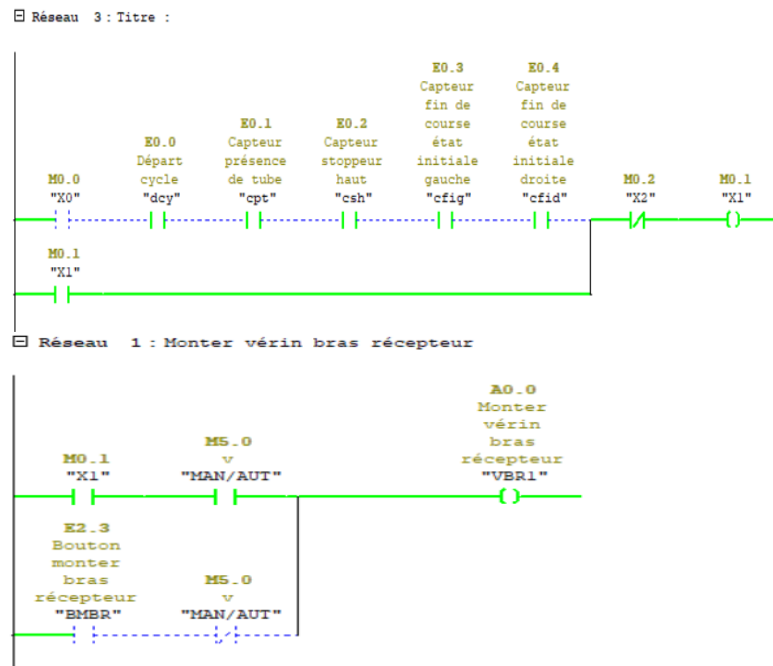 Réseau 3 : Titre :
E0.3 E0.4
Capteur Capteur
fin de fin de
E0.1 E0.2 course course
E0.0 Capteur Capteur état état
Départ présence stoppeur initiale initiale
M0.0 cycle de tube haut gauche droite M0.2 M0.1
"X0" "dcy" "cpt" "csh" "cfig" "cfid" "X2" "X1"
M0.1
"X1"
Réseau 1 : Monter vérin bras récepteur
A0.0
Monter
vérin
M5.0 bras
M0.1 v récepteur
"X1" "MAN/AUT" "VBR1"
E2.3
Bouton
monter
bras M5.0
récepteur v
"BMBR" "MAN/AUT"